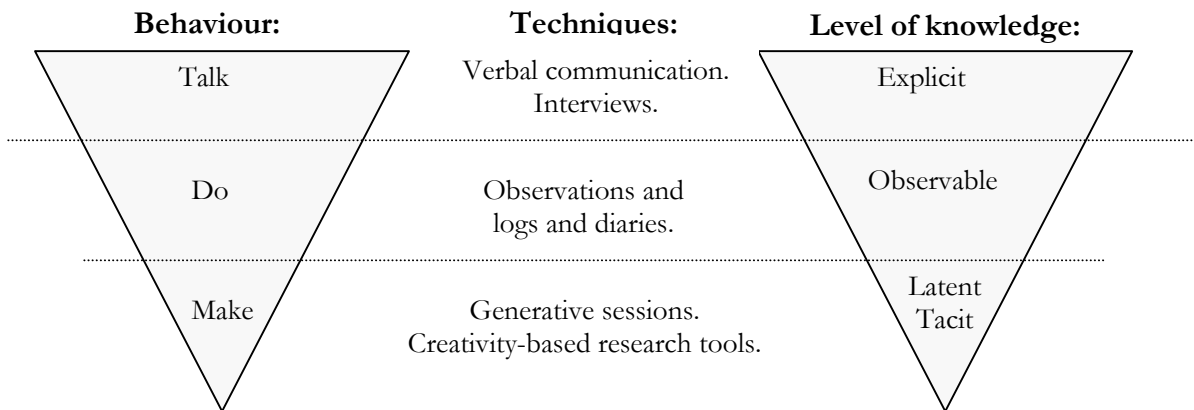 Behaviour:
Techniques:
Level of knowledge:
Talk
Verbal communication.
Interviews.
Explicit
Do
Observations and
logs and diaries.
Observable
Make
Generative sessions.
Creativity-based research tools.
Latent
Tacit